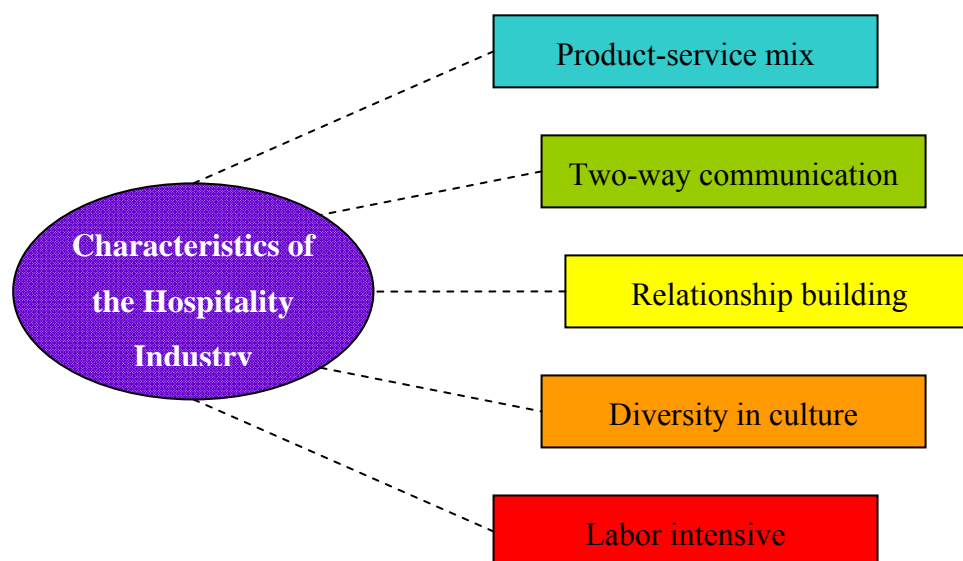 Product-service mix
Two-way communication
Characteristics of
the Hospitality
Industry
Relationship building
Diversity in culture
Labor intensive